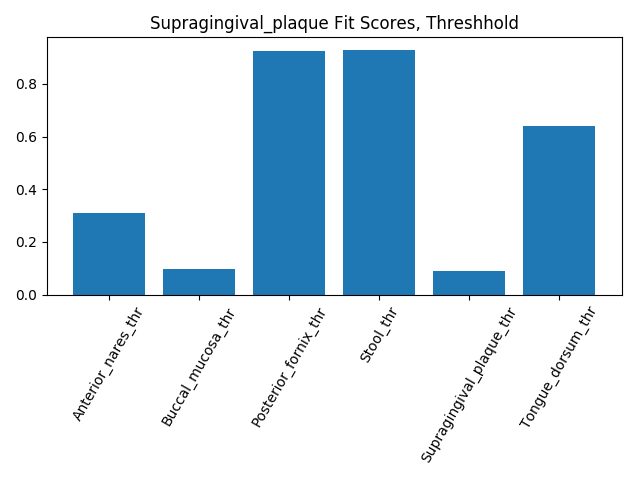 Supragingival_plaque Fit Scores, Threshhold
0.8
0.6
0.4
0.2
0.0
Anterior_nares_thr
Buccal_mucosa_thr
Posterior_fornix_thr
Stool_thr
Supragingival_plaque_thr
Tongue_dorsum_thr